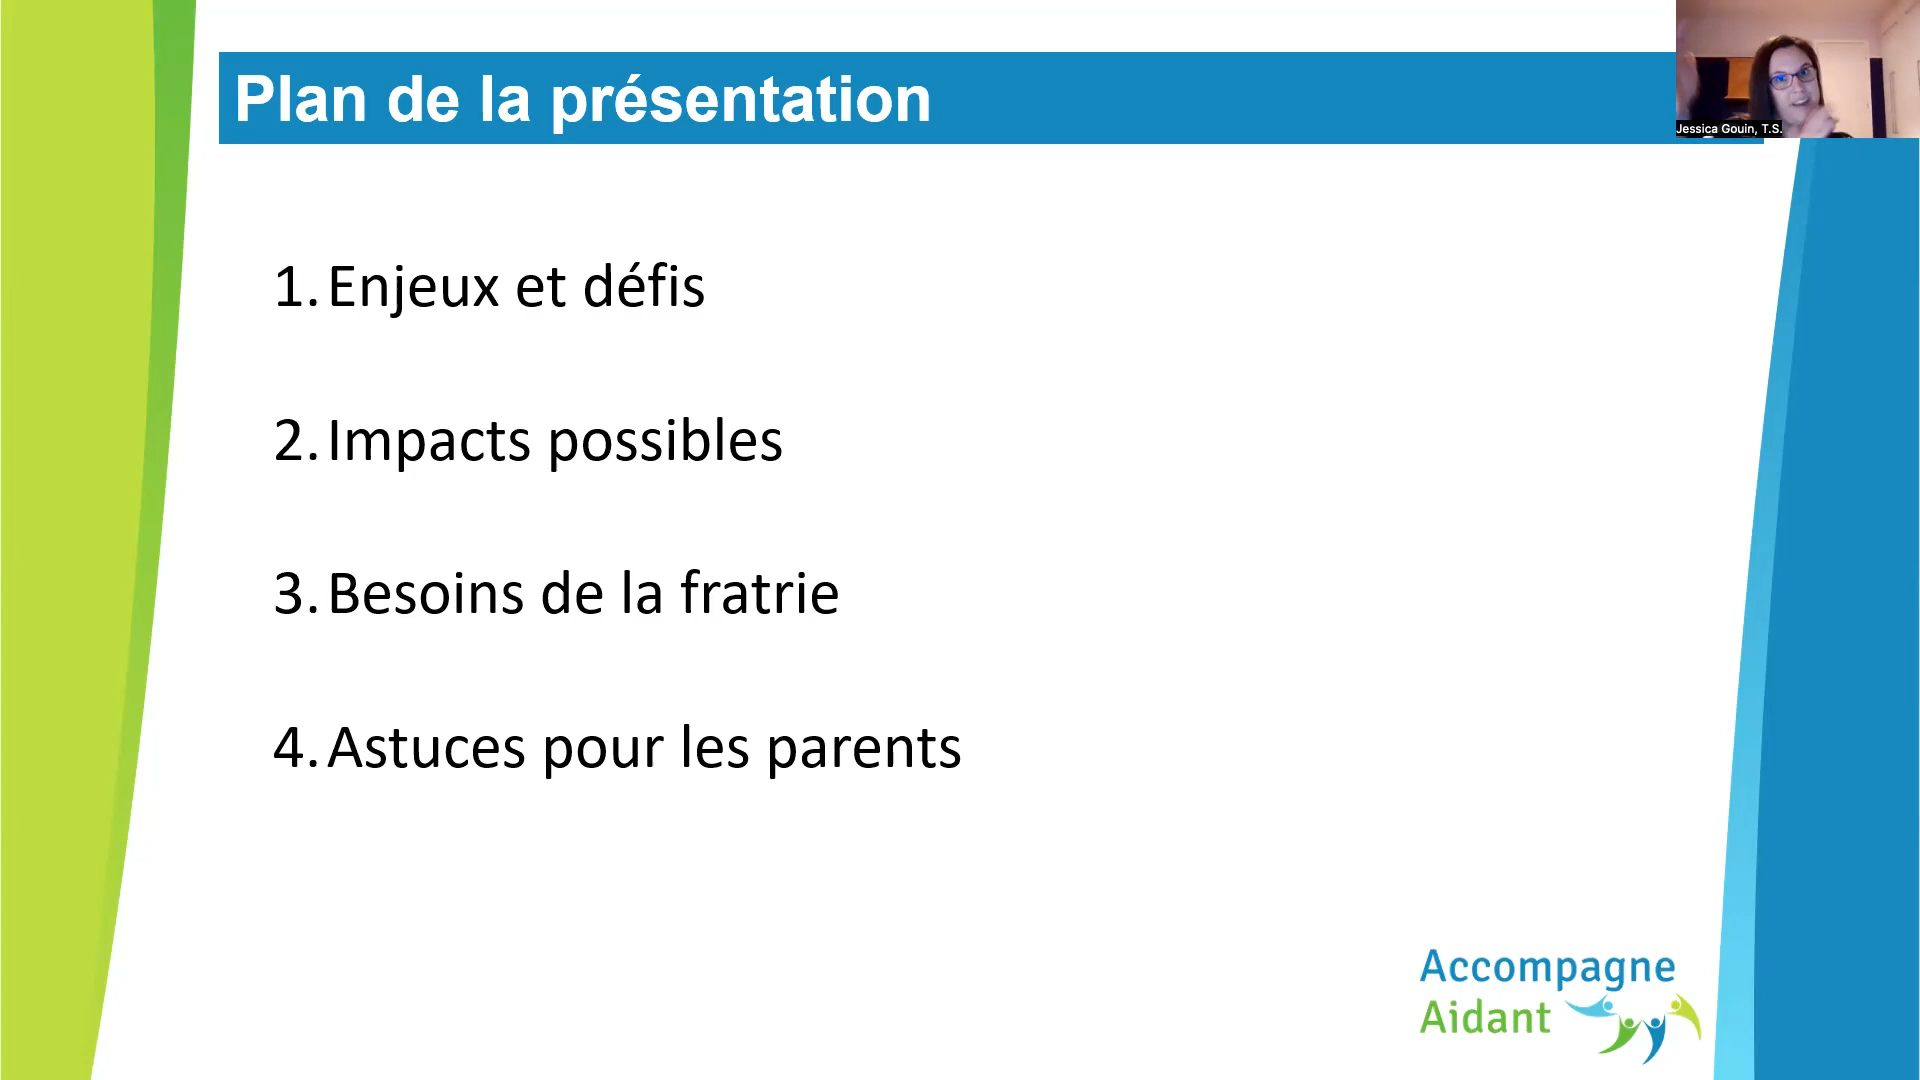 Plan de la présentation
Jessica Gouin, T.S.
1. Enjeux et défis
2. Impacts possibles
3. Besoins de la fratrie
4. Astuces pour les parents
Accompagne
Aidant